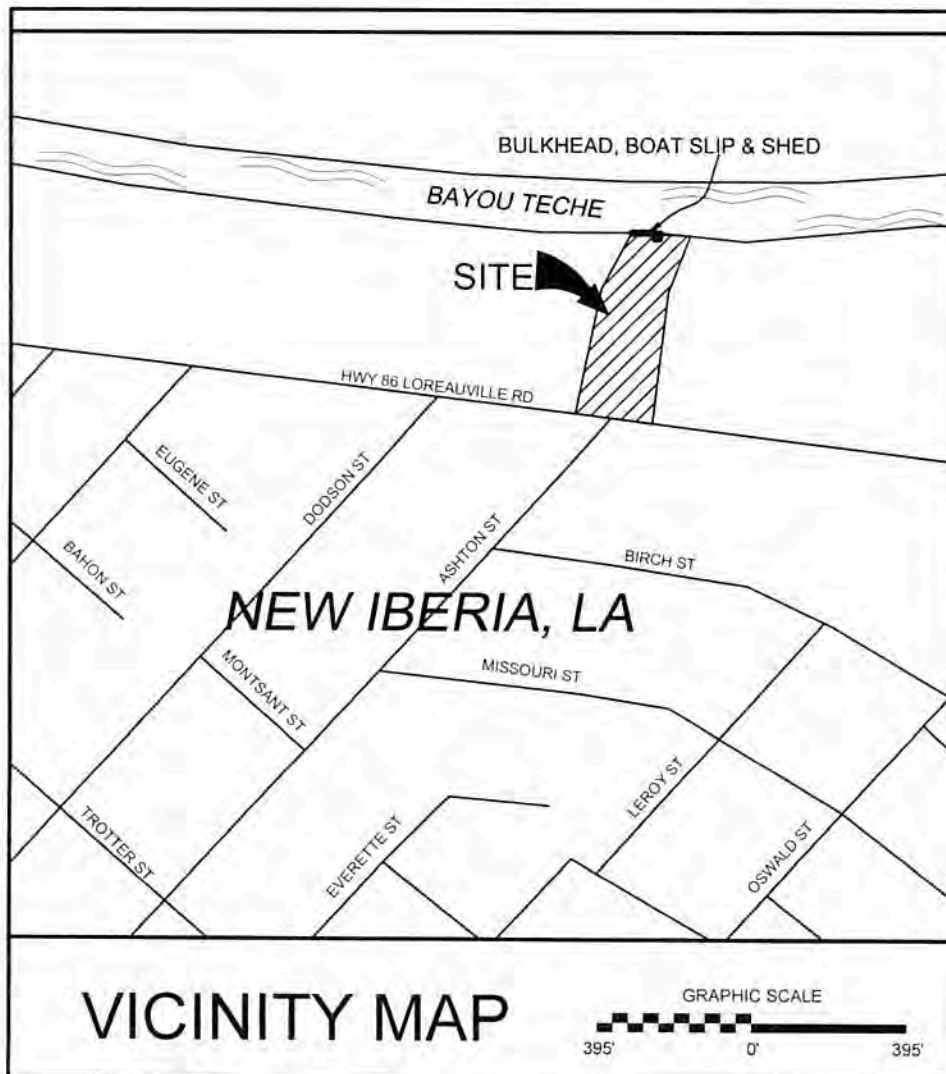 BULKHEAD, BOAT SLIP & SHED
BAYOU TECHE
SITE
HWY 86 LOREAUVILLE RD
EUGENE ST
DODSON ST
BAHON ST
ASHTON ST
BIRCH ST
NEW IBERIA, LA
MONTSANT ST
MISSOURI ST
LEROY ST
TROTTER ST
EVERETTE ST
OSWALD ST
VICINITY MAP
GRAPHIC SCALE
395' 0' 395'